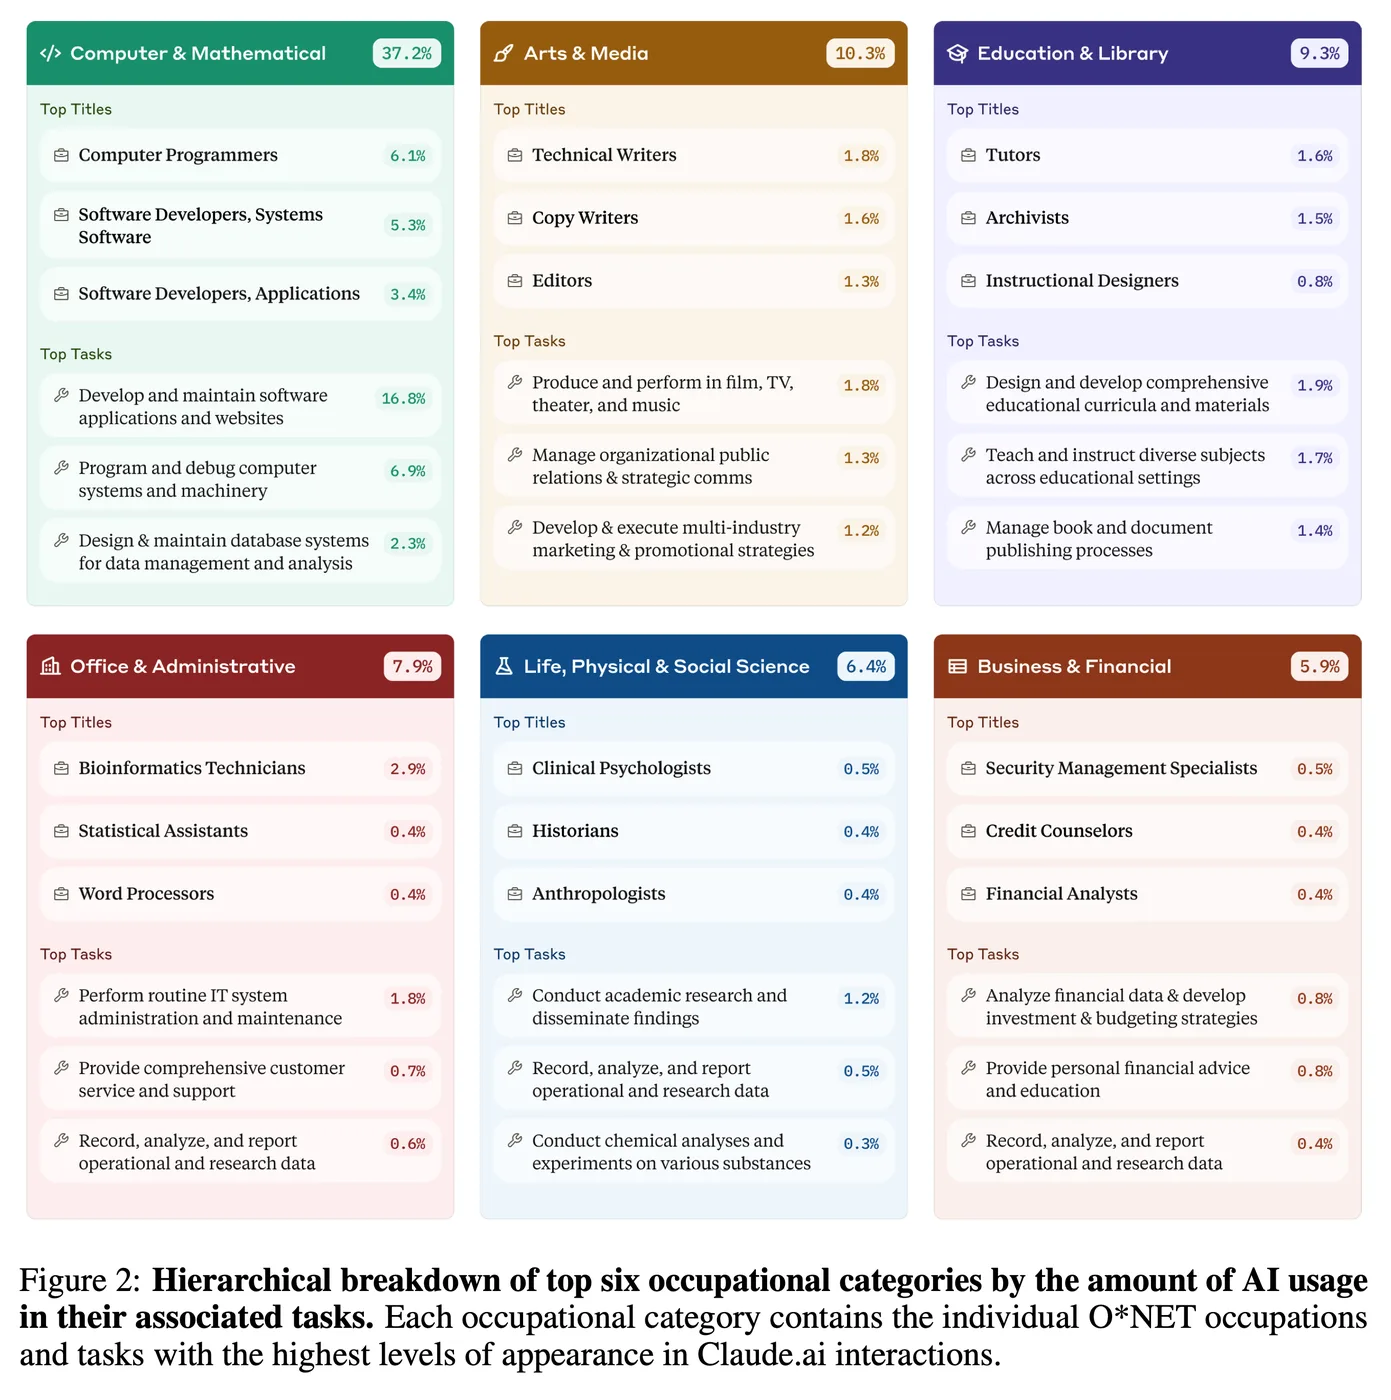 Computer & Mathematical 37.2%
Top Titles
Computer Programmers 6.1%
Software Developers, Systems
Software 5.3%
Software Developers, Applications 3.4%
Top Tasks
Develop and maintain software
applications and websites 16.8%
Program and debug computer
systems and machinery 6.9%
Design & maintain database systems
for data management and analysis 2.3%
Arts & Media 10.3%
Top Titles
Technical Writers 1.8%
Copy Writers 1.6%
Editors 1.3%
Top Tasks
Produce and perform in film, TV,
theater, and music 1.8%
Manage organizational public
relations & strategic comms 1.3%
Develop & execute multi-industry
marketing & promotional strategies 1.2%
Education & Library 9.3%
Top Titles
Tutors 1.6%
Archivists 1.5%
Instructional Designers 0.8%
Top Tasks
Design and develop comprehensive
educational curricula and materials 1.9%
Teach and instruct diverse subjects
across educational settings 1.7%
Manage book and document
publishing processes 1.4%
Office & Administrative 7.9%
Top Titles
Bioinformatics Technicians 2.9%
Statistical Assistants 0.4%
Word Processors 0.4%
Top Tasks
Perform routine IT system
administration and maintenance 1.8%
Provide comprehensive customer
service and support 0.7%
Record, analyze, and report
operational and research data 0.6%
Life, Physical & Social Science 6.4%
Top Titles
Clinical Psychologists 0.5%
Historians 0.4%
Anthropologists 0.4%
Top Tasks
Conduct academic research and
disseminate findings 1.2%
Record, analyze, and report
operational and research data 0.5%
Conduct chemical analyses and
experiments on various substances 0.3%
Business & Financial 5.9%
Top Titles
Security Management Specialists 0.5%
Credit Counselors 0.4%
Financial Analysts 0.4%
Top Tasks
Analyze financial data & develop
investment & budgeting strategies 0.8%
Provide personal financial advice
and education 0.8%
Record, analyze, and report
operational and research data 0.4%
Figure 2: Hierarchical breakdown of top six occupational categories by the amount of AI usage
in their associated tasks. Each occupational category contains the individual O*NET occupations
and tasks with the highest levels of appearance in Claude.ai interactions.